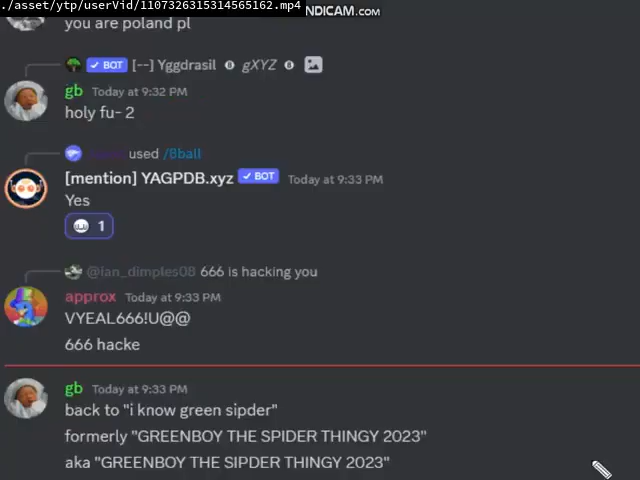 ./asset/ytp/userVid/1107326315314565162.mp4
NDICAM.com
you are poland pl
BOT [--] Yggdrasil gXYZ
gb Today at 9:32 PM
holy fu- 2
used /8ball
[mention] YAGPDB.xyz BOT Today at 9:33 PM
Yes
1
@ian_dimples08 666 is hacking you
approx Today at 9:33 PM
VYEAL666!U@@
666 hacke
gb Today at 9:33 PM
back to "i know green sipder"
formerly "GREENBOY THE SPIDER THINGY 2023"
aka "GREENBOY THE SIPDER THINGY 2023"